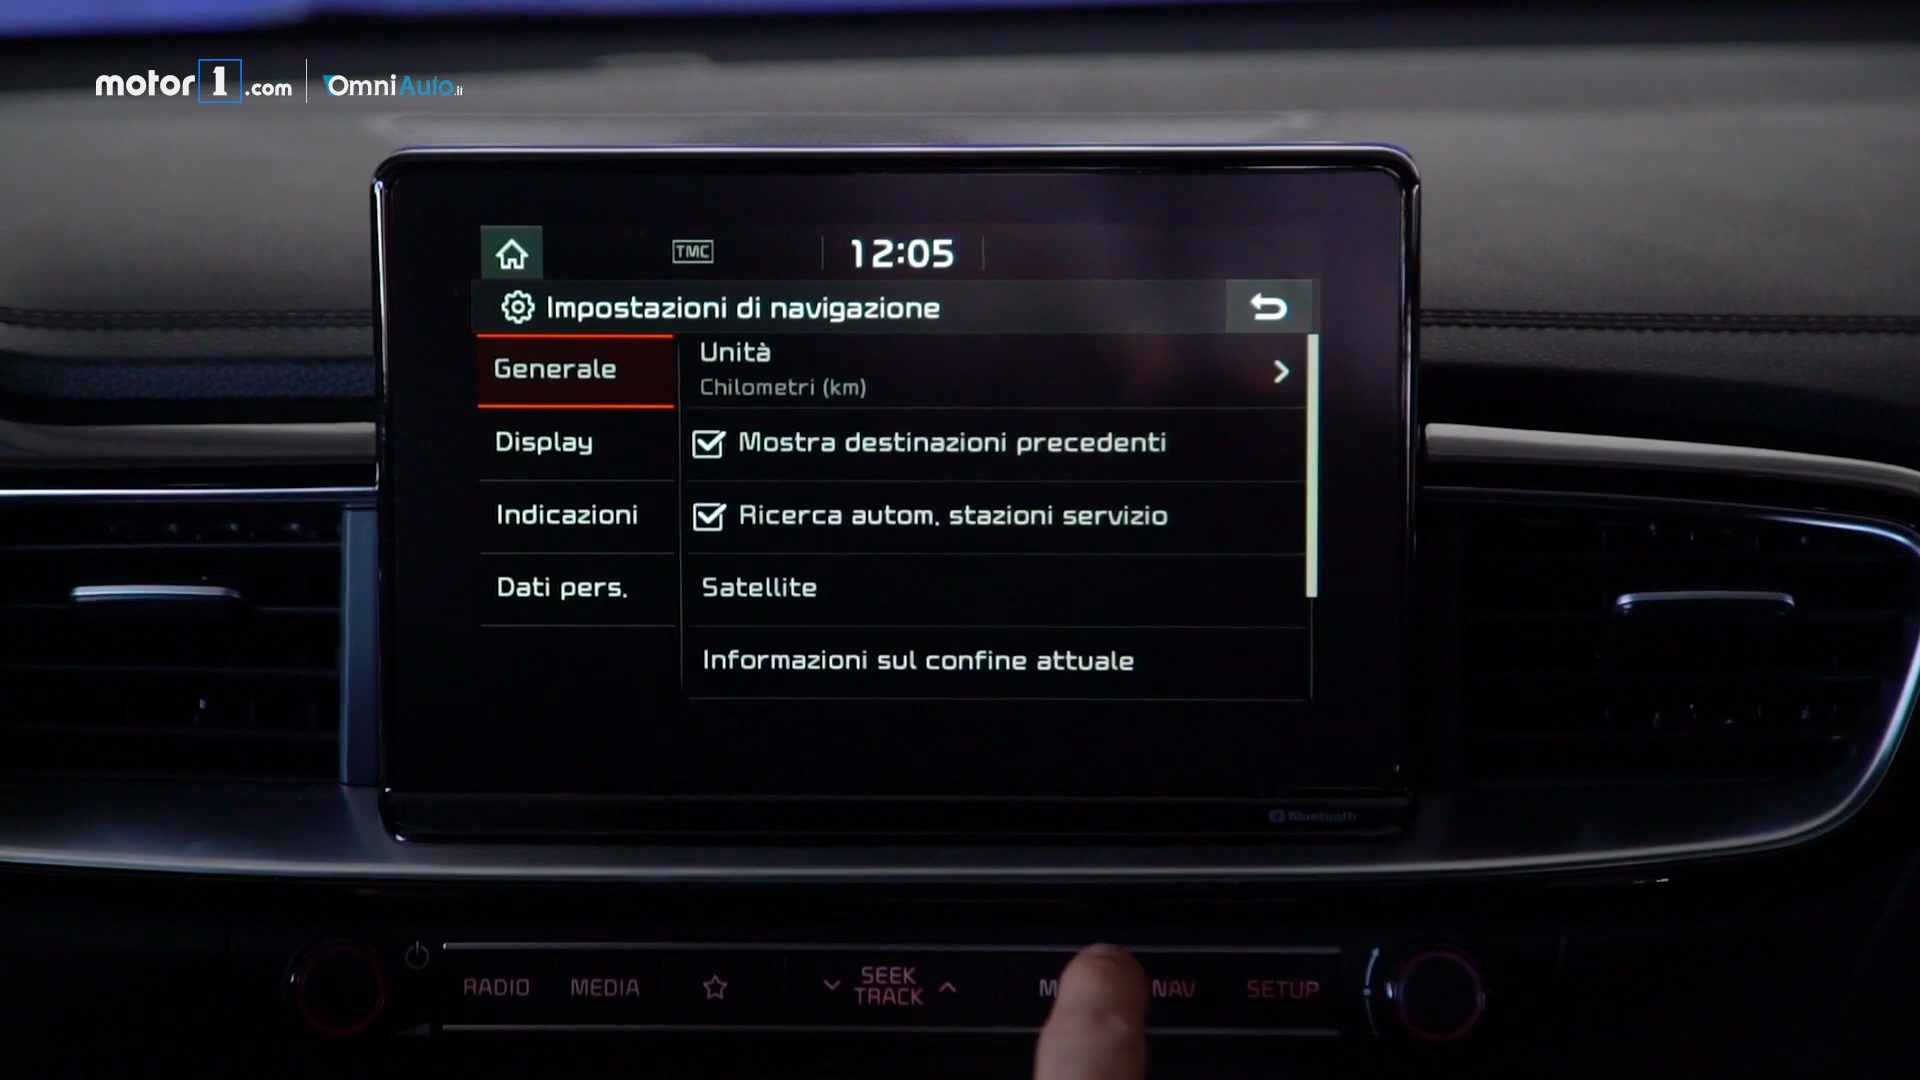 motor1.com | OmniAuto.it
TMC
12:05
Impostazioni di navigazione
Generale
Unità
Chilometri (km)
Display
Mostra destinazioni precedenti
Indicazioni
Ricerca autom. stazioni servizio
Dati pers.
Satellite
Informazioni sul confine attuale
Bluetooth
RADIO
MEDIA
SEEK
TRACK
NAV
SETUP